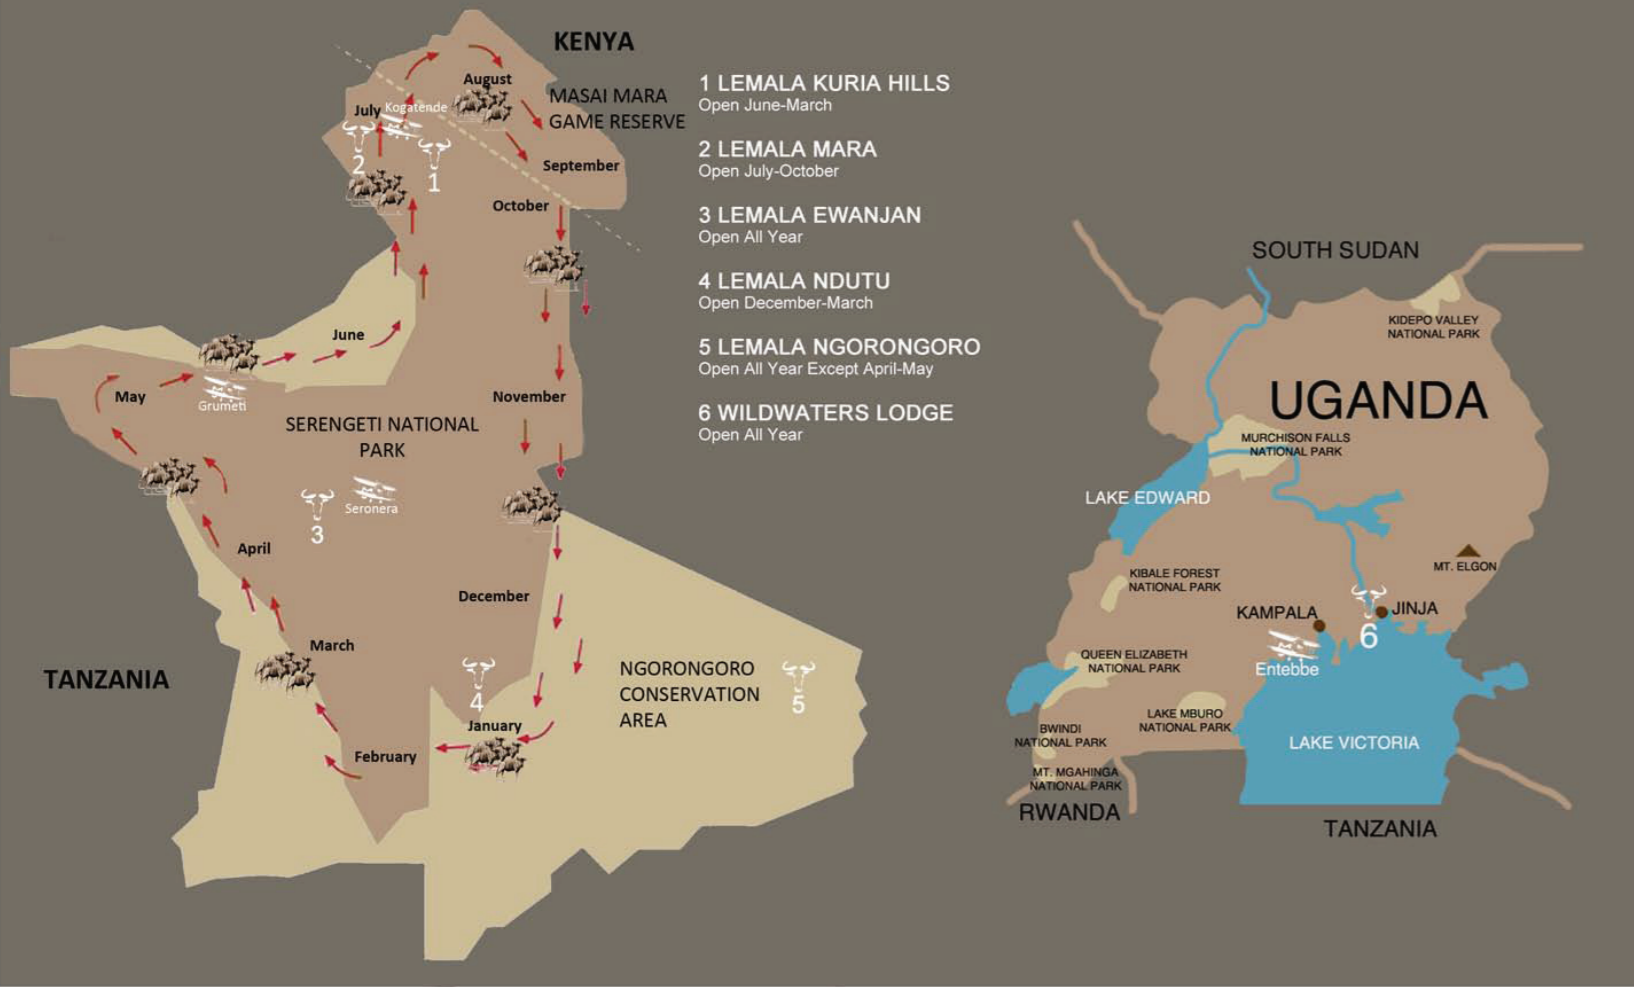 KENYA
August
MASAI MARA
GAME RESERVE
July
Kogatende
2
1
September
October
June
May
Grumeti
November
SERENGETI NATIONAL
PARK
Seronera
3
April
December
March
TANZANIA
NGORONGORO
CONSERVATION
AREA
4
5
January
February
1 LEMALA KURIA HILLS
Open June-March
2 LEMALA MARA
Open July-October
3 LEMALA EWANJAN
Open All Year
4 LEMALA NDUTU
Open December-March
5 LEMALA NGORONGORO
Open All Year Except April-May
6 WILDWATERS LODGE
Open All Year
SOUTH SUDAN
KIDEPO VALLEY
NATIONAL PARK
UGANDA
MURCHISON FALLS
NATIONAL PARK
LAKE EDWARD
MT. ELGON
KIBALE FOREST
NATIONAL PARK
KAMPALA
JINJA
6
Entebbe
QUEEN ELIZABETH
NATIONAL PARK
LAKE MBURO
NATIONAL PARK
BWINDI
NATIONAL PARK
LAKE VICTORIA
MT. MGAHINGA
NATIONAL PARK
RWANDA
TANZANIA